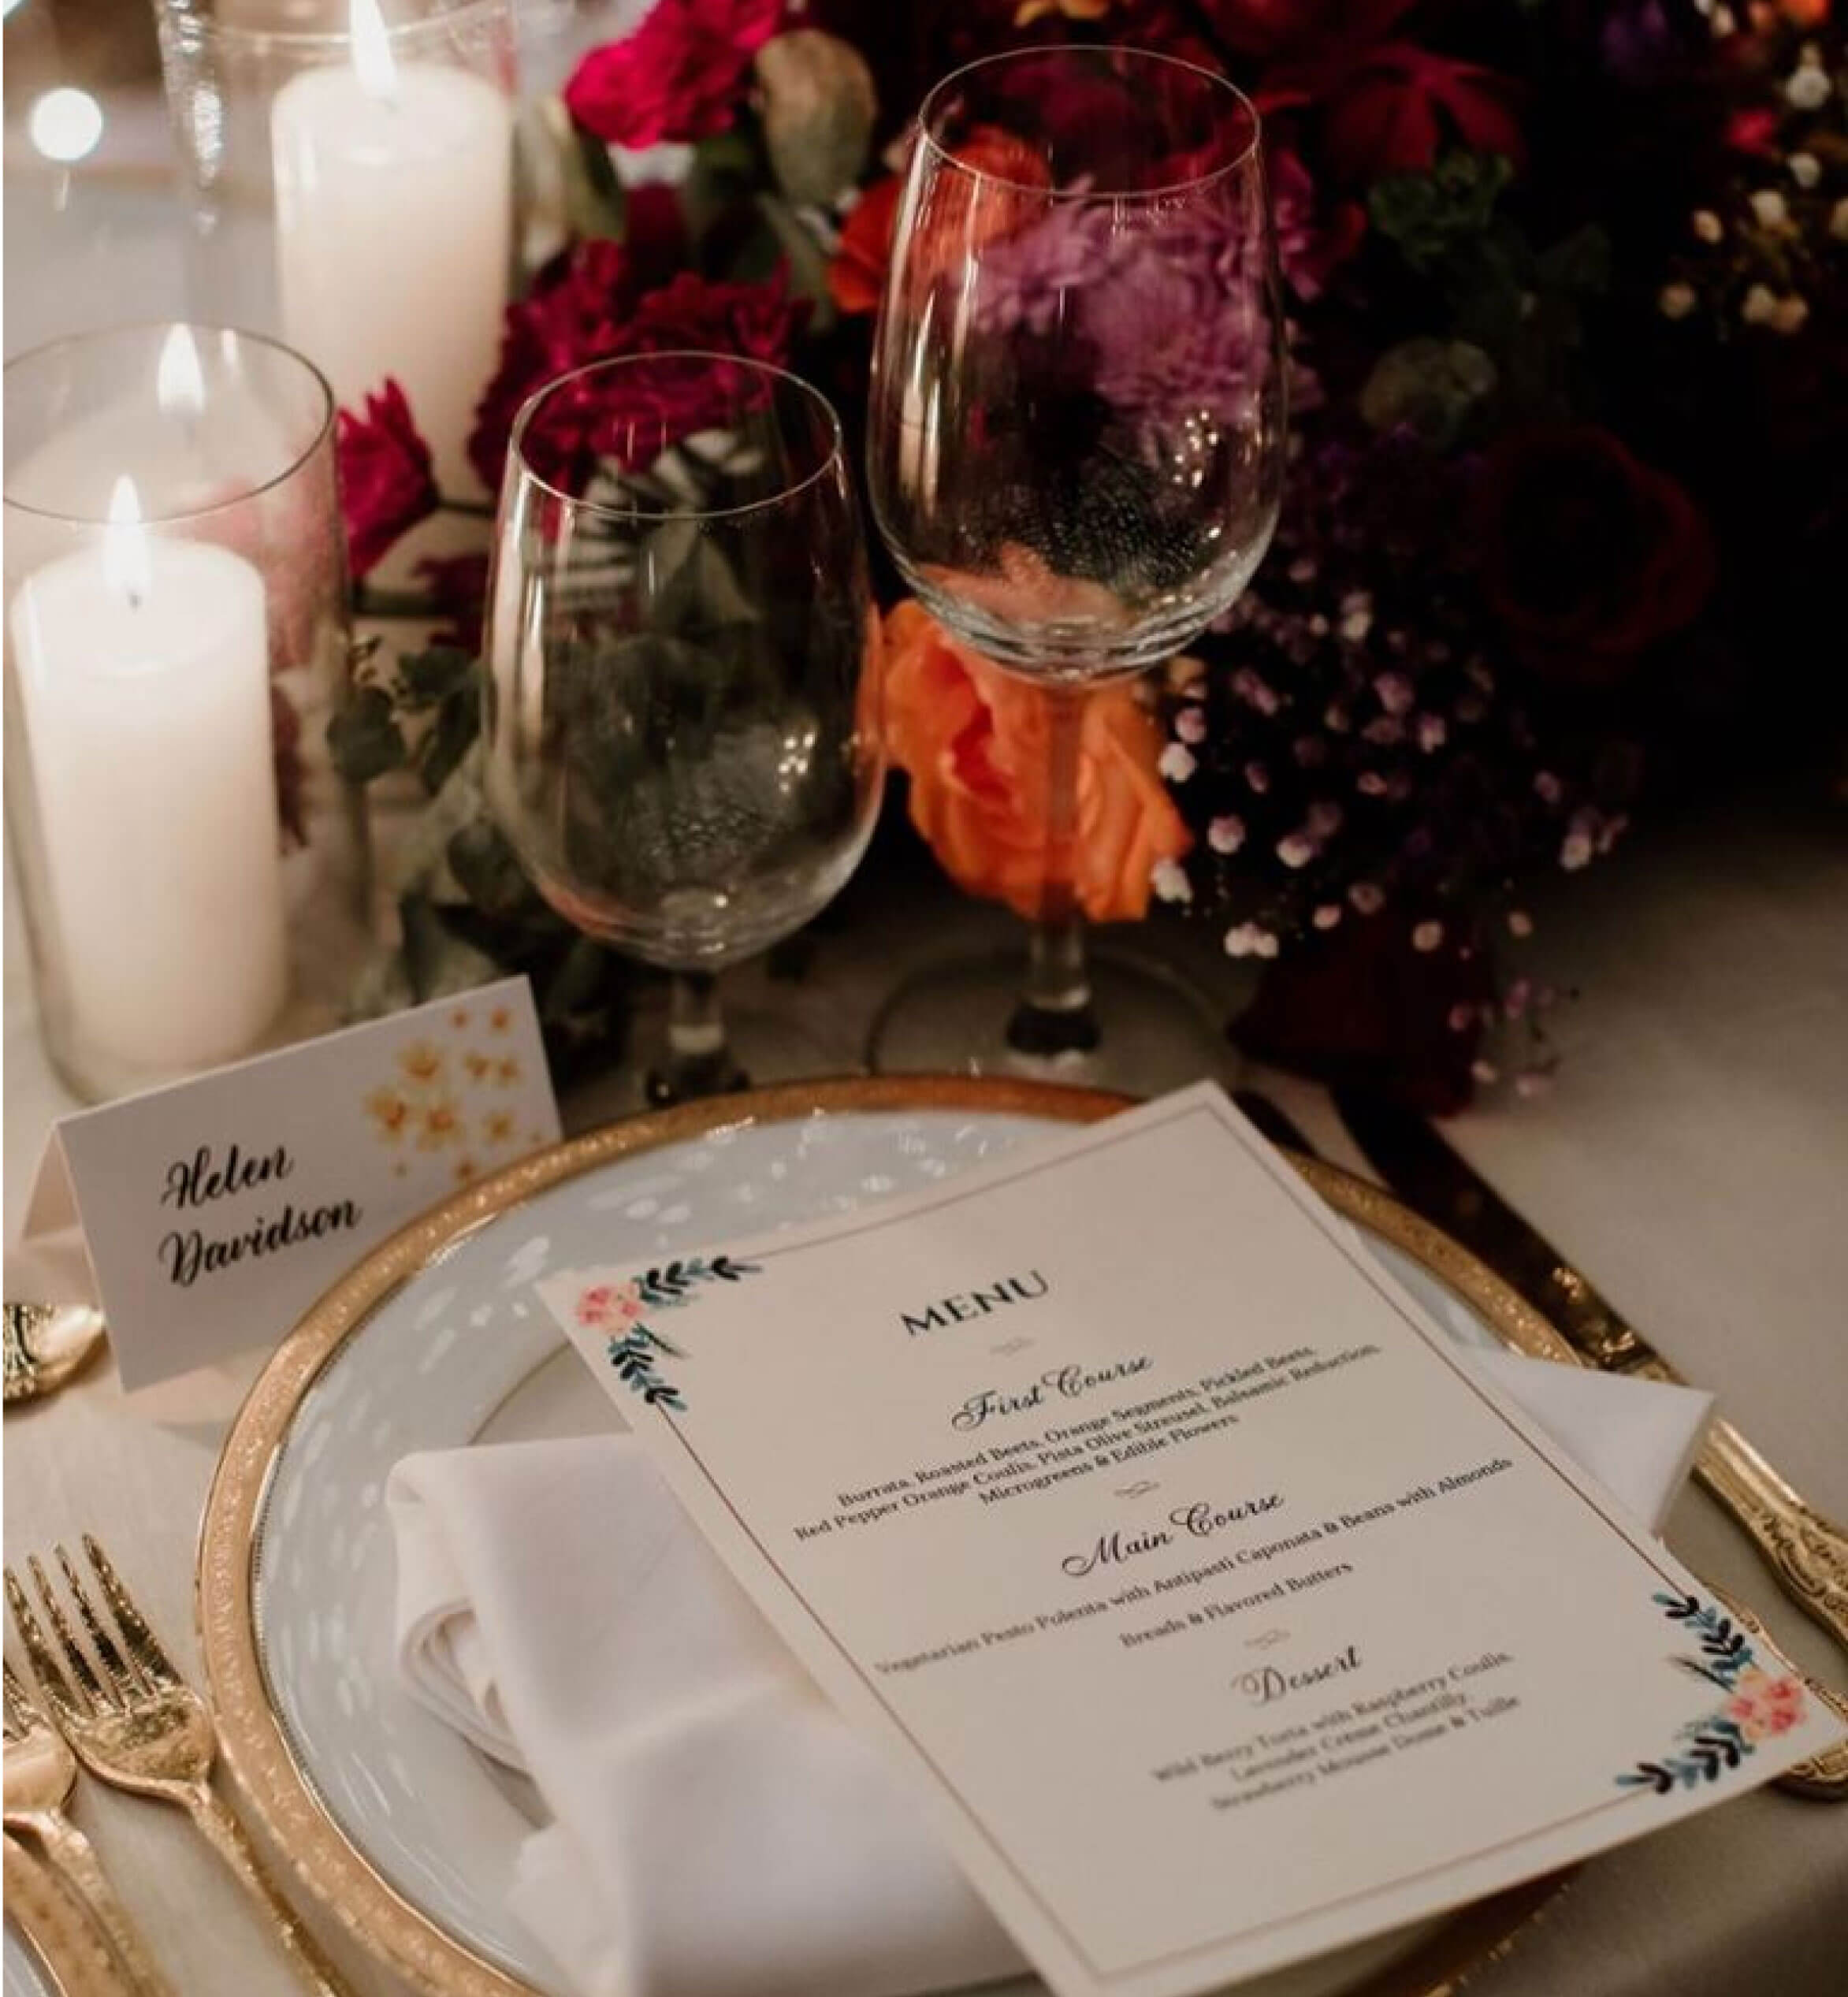 Helen
Davidson
MENU
First Course
Burrata, Roasted Beets, Orange Segments, Pickled Beets,
Red Pepper Orange Coulis, Pista Olive Streusel, Balsamic Reduction,
Microgreens & Edible Flowers
Main Course
Vegetarian Pesto Polenta with Antipasti Caponata & Beans with Almonds
Breads & Flavored Butters
Dessert
Wild Berry Torta with Raspberry Coulis,
Lavender Creme Chantilly,
Strawberry Mousse Dome & Tuille